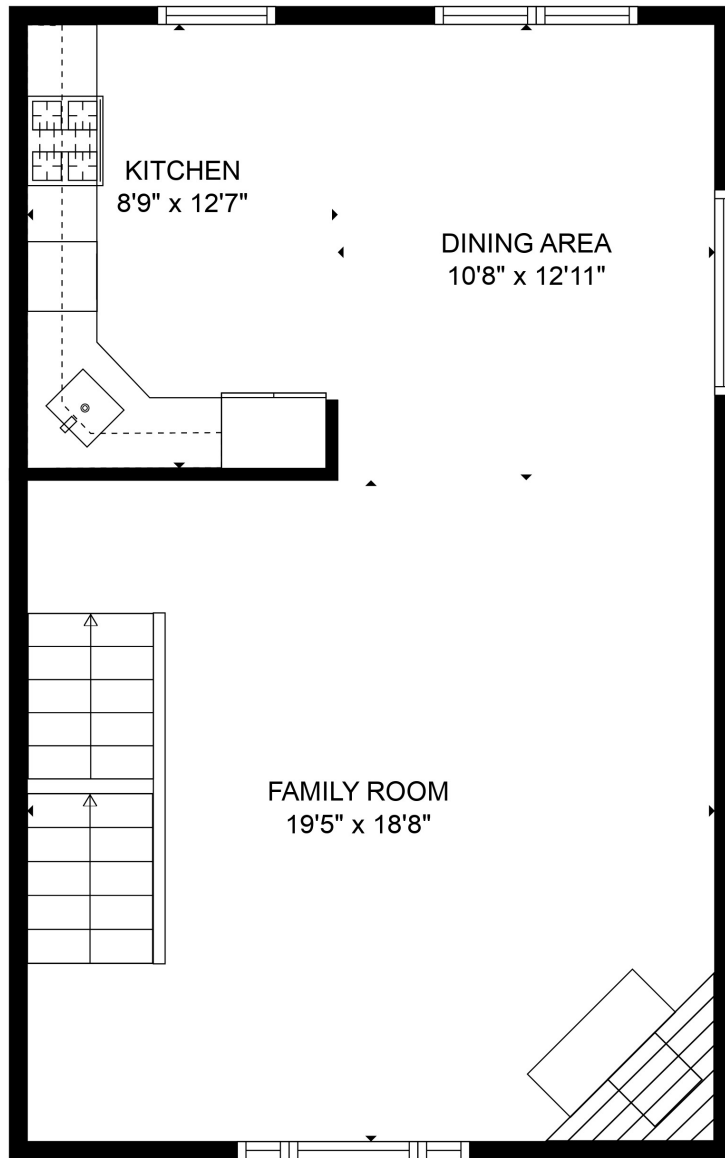 KITCHEN
8'9" x 12'7"
DINING AREA
10'8" x 12'11"
FAMILY ROOM
19'5" x 18'8"